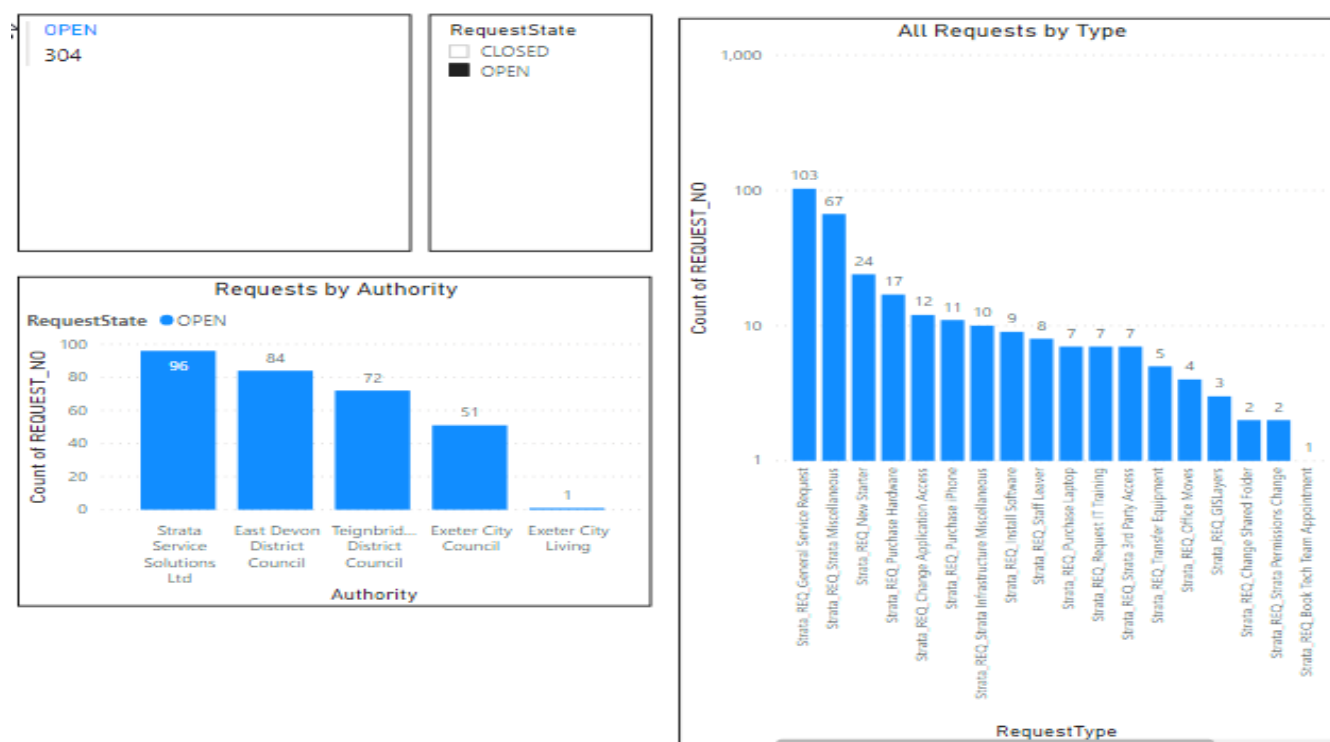 OPEN
304
RequestState
CLOSED
OPEN
Requests by Authority
RequestState OPEN
Count of REQUEST_NO
100
80
60
40
20
0
96
84
72
51
1
Strata Service Solutions Ltd
East Devon District Council
Teignbrid... District Council
Exeter City Council
Exeter City Living
Authority
All Requests by Type
Count of REQUEST_NO
1,000
100
10
1
103
67
24
17
12
11
10
9
8
7
7
7
5
4
3
2
2
1
Strata_REQ_General Service Request
Strata_REQ_Strata Miscellaneous
Strata_REQ_New Starter
Strata_REQ_Purchase Hardware
Strata_REQ_Change Application Access
Strata_REQ_Purchase iPhone
Strata_REQ_Strata Infrastructure Miscellaneous
Strata_REQ_Install Software
Strata_REQ_Staff Leaver
Strata_REQ_Purchase Laptop
Strata_REQ_Request IT Training
Strata_REQ_Strata 3rd Party Access
Strata_REQ_Transfer Equipment
Strata_REQ_Office Moves
Strata_REQ_GISLayers
Strata_REQ_Change Shared Folder
Strata_REQ_Strata Permissions Change
Strata_REQ_Book Tech Team Appointment
RequestType